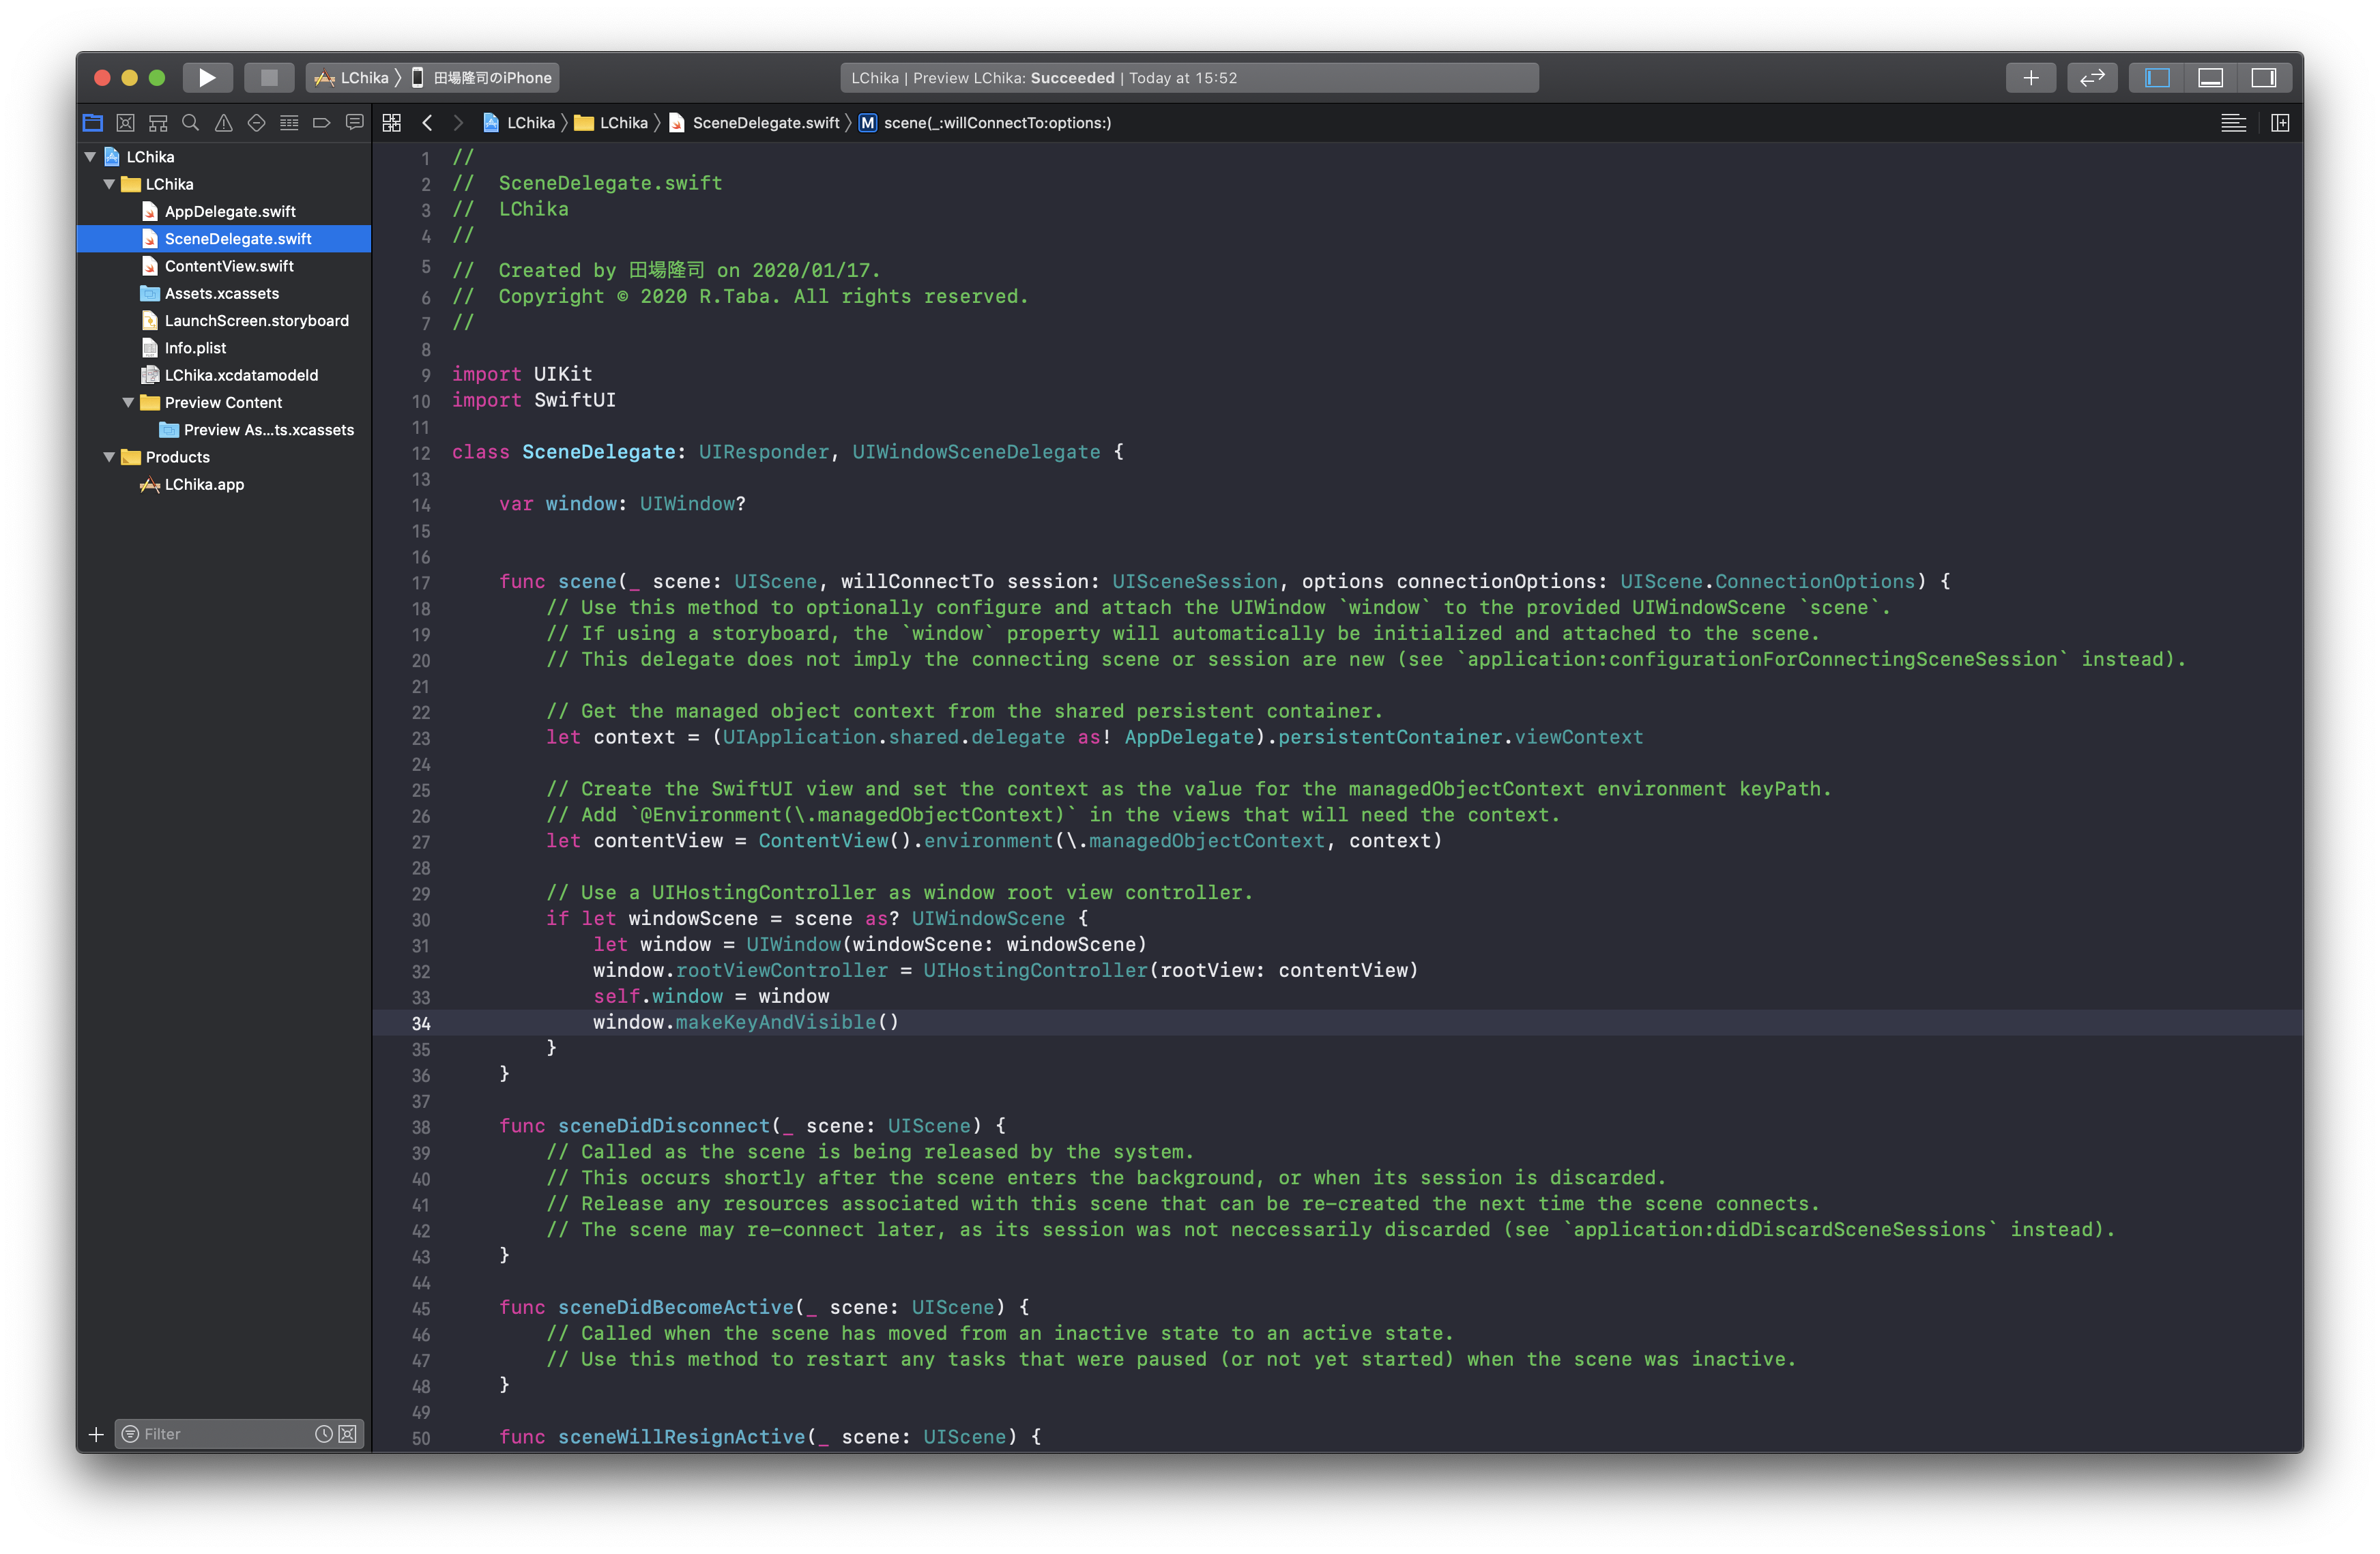 LChika 〉 田場隆司のiPhone
LChika | Preview LChika: Succeeded | Today at 15:52
LChika 〉 LChika 〉 SceneDelegate.swift 〉 M scene(_:willConnectTo:options:)
LChika
LChika
AppDelegate.swift
SceneDelegate.swift
ContentView.swift
Assets.xcassets
LaunchScreen.storyboard
Info.plist
LChika.xcdatamodeld
Preview Content
Preview As...ts.xcassets
Products
LChika.app
Filter
1 //
2 //  SceneDelegate.swift
3 //  LChika
4 //
5 //  Created by 田場隆司 on 2020/01/17.
6 //  Copyright © 2020 R.Taba. All rights reserved.
7 //
8
9 import UIKit
10 import SwiftUI
11
12 class SceneDelegate: UIResponder, UIWindowSceneDelegate {
13
14     var window: UIWindow?
15
16
17     func scene(_ scene: UIScene, willConnectTo session: UISceneSession, options connectionOptions: UIScene.ConnectionOptions) {
18         // Use this method to optionally configure and attach the UIWindow `window` to the provided UIWindowScene `scene`.
19         // If using a storyboard, the `window` property will automatically be initialized and attached to the scene.
20         // This delegate does not imply the connecting scene or session are new (see `application:configurationForConnectingSceneSession` instead).
21
22         // Get the managed object context from the shared persistent container.
23         let context = (UIApplication.shared.delegate as! AppDelegate).persistentContainer.viewContext
24
25         // Create the SwiftUI view and set the context as the value for the managedObjectContext environment keyPath.
26         // Add `@Environment(\.managedObjectContext)` in the views that will need the context.
27         let contentView = ContentView().environment(\.managedObjectContext, context)
28
29         // Use a UIHostingController as window root view controller.
30         if let windowScene = scene as? UIWindowScene {
31             let window = UIWindow(windowScene: windowScene)
32             window.rootViewController = UIHostingController(rootView: contentView)
33             self.window = window
34             window.makeKeyAndVisible()
35         }
36     }
37
38     func sceneDidDisconnect(_ scene: UIScene) {
39         // Called as the scene is being released by the system.
40         // This occurs shortly after the scene enters the background, or when its session is discarded.
41         // Release any resources associated with this scene that can be re-created the next time the scene connects.
42         // The scene may re-connect later, as its session was not neccessarily discarded (see `application:didDiscardSceneSessions` instead).
43     }
44
45     func sceneDidBecomeActive(_ scene: UIScene) {
46         // Called when the scene has moved from an inactive state to an active state.
47         // Use this method to restart any tasks that were paused (or not yet started) when the scene was inactive.
48     }
49
50     func sceneWillResignActive(_ scene: UIScene) {